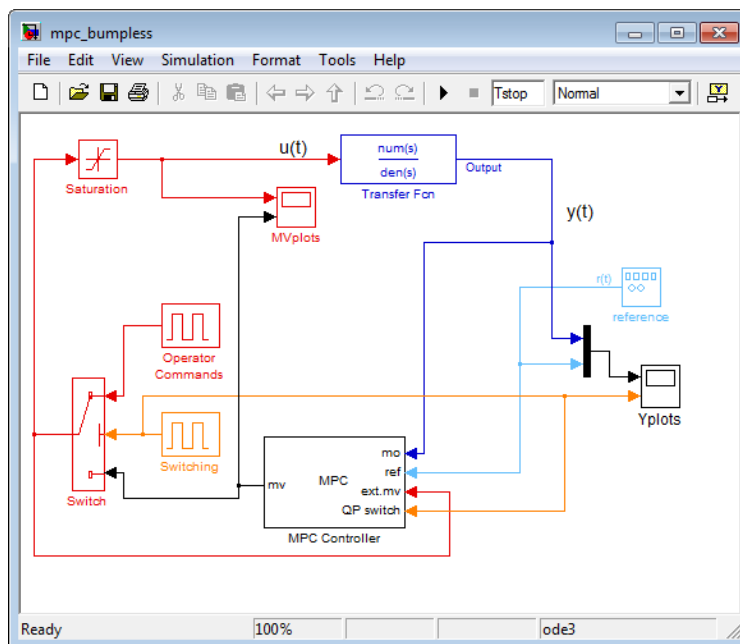 mpc_bumpless
File Edit View Simulation Format Tools Help
Tstop Normal
u(t)
num(s)
den(s)
Output
Saturation
Transfer Fcn
y(t)
MVplots
r(t)
reference
Operator
Commands
Yplots
Switching
mo
ref
mv
MPC
ext.mv
QP switch
Switch
MPC Controller
Ready 100% ode3